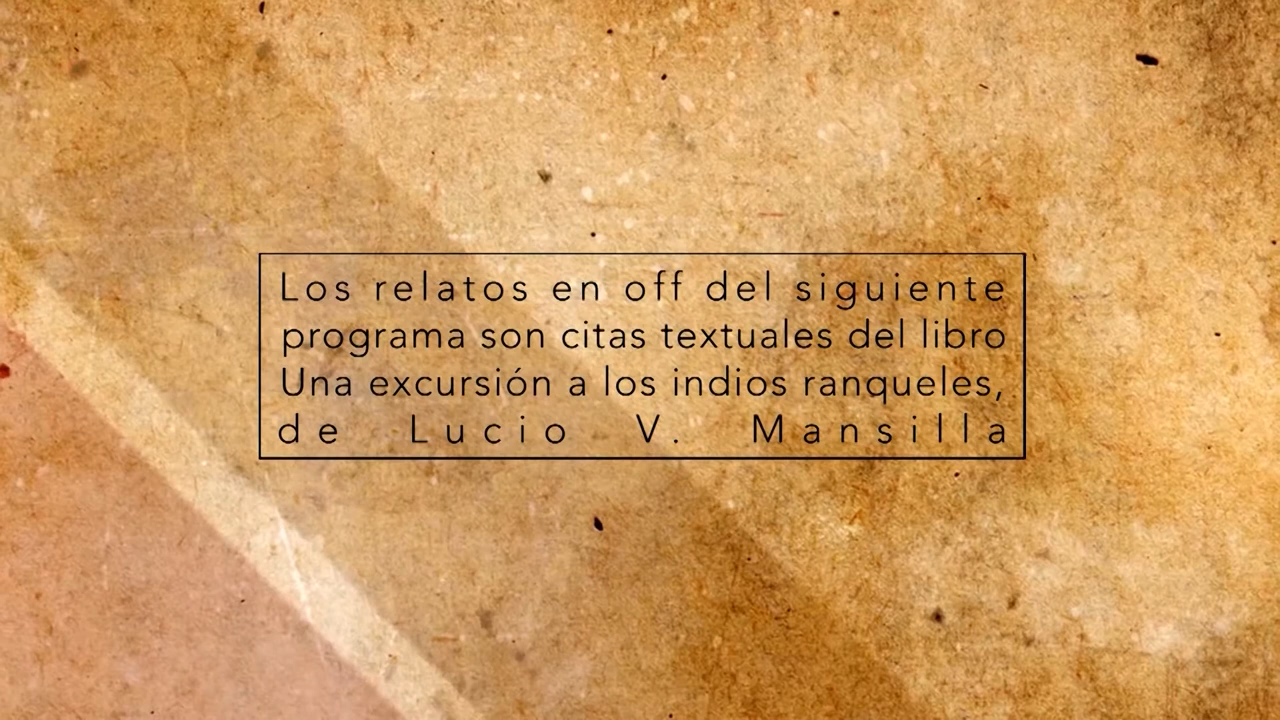 Los relatos en off del siguiente
programa son citas textuales del libro
Una excursión a los indios ranqueles,
de Lucio V. Mansilla